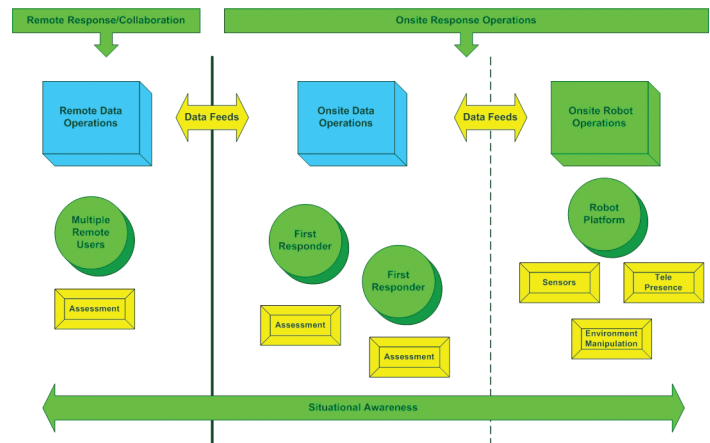 Remote Response/Collaboration
Onsite Response Operations
Remote Data
Operations
Data Feeds
Onsite Data
Operations
Data Feeds
Onsite Robot
Operations
Multiple
Remote
Users
First
Responder
First
Responder
Robot
Platform
Assessment
Assessment
Assessment
Sensors
Tele
Presence
Environment
Manipulation
Situational Awareness